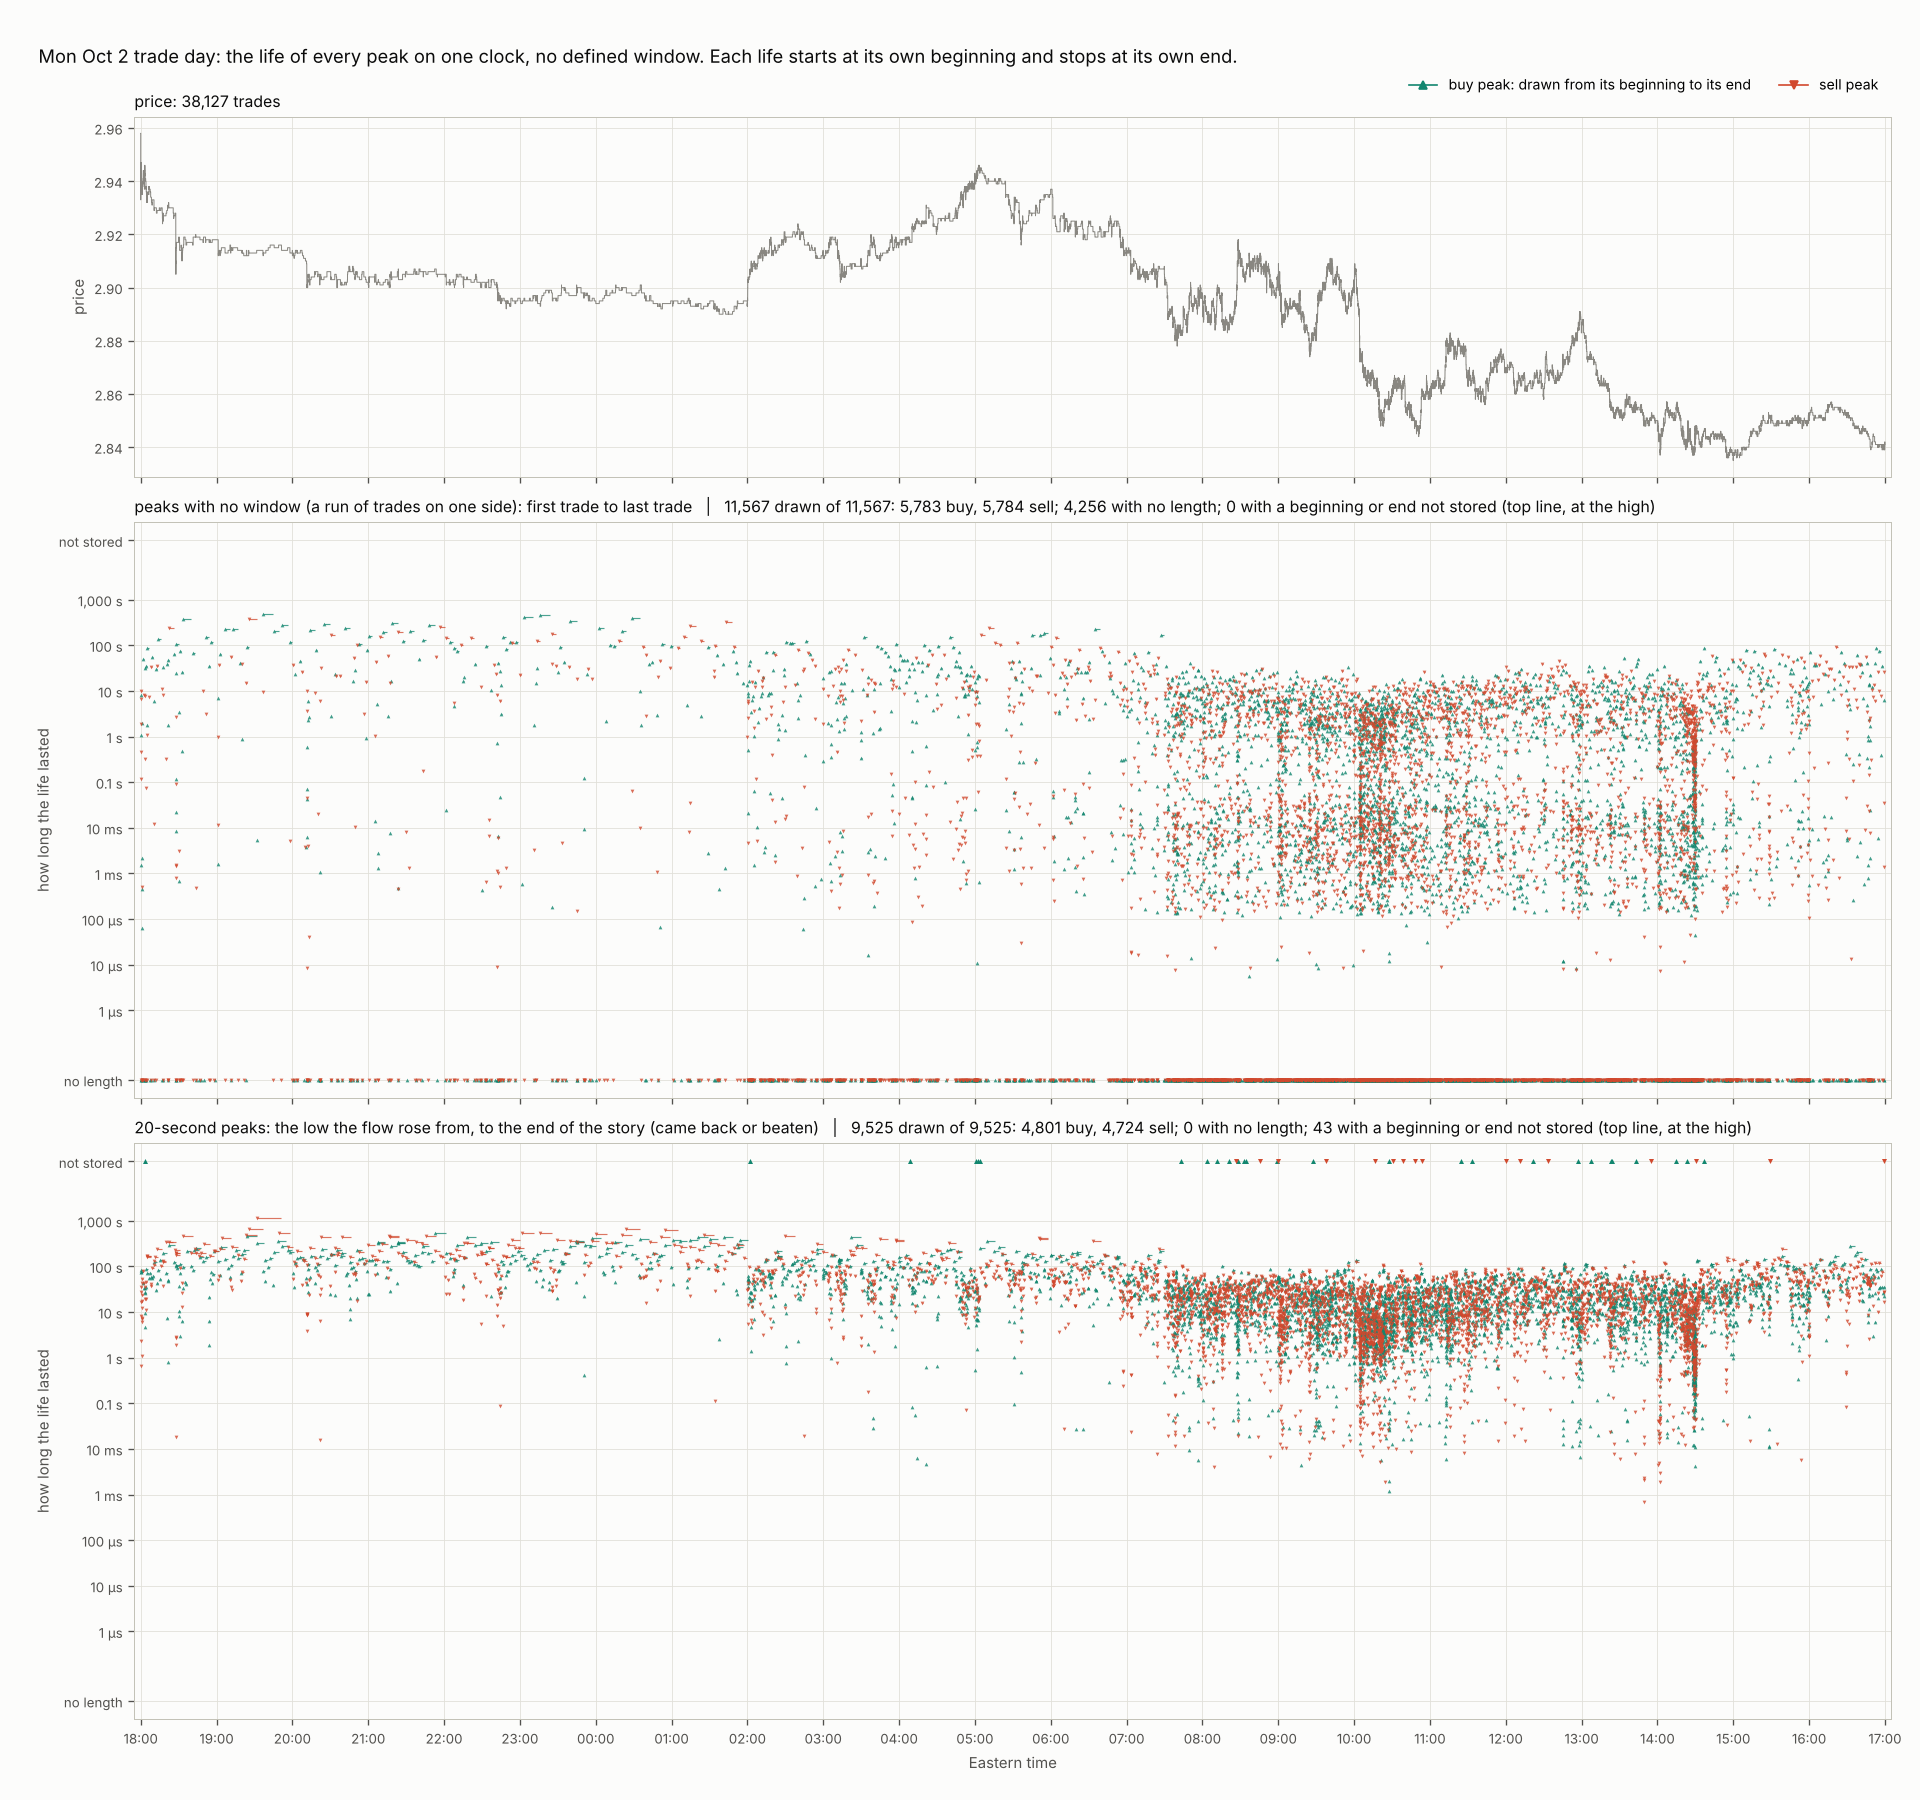 Mon Oct 2 trade day: the life of every peak on one clock, no defined window. Each life starts at its own beginning and stops at its own end.
buy peak: drawn from its beginning to its end
sell peak
price: 38,127 trades
2.96
2.94
2.92
2.90
2.88
2.86
2.84
price
peaks with no window (a run of trades on one side): first trade to last trade | 11,567 drawn of 11,567: 5,783 buy, 5,784 sell; 4,256 with no length; 0 with a beginning or end not stored (top line, at the high)
not stored
1,000 s
100 s
10 s
1 s
0.1 s
10 ms
1 ms
100 µs
10 µs
1 µs
no length
how long the life lasted
20-second peaks: the low the flow rose from, to the end of the story (came back or beaten) | 9,525 drawn of 9,525: 4,801 buy, 4,724 sell; 0 with no length; 43 with a beginning or end not stored (top line, at the high)
not stored
1,000 s
100 s
10 s
1 s
0.1 s
10 ms
1 ms
100 µs
10 µs
1 µs
no length
how long the life lasted
18:00 19:00 20:00 21:00 22:00 23:00 00:00 01:00 02:00 03:00 04:00 05:00 06:00 07:00 08:00 09:00 10:00 11:00 12:00 13:00 14:00 15:00 16:00 17:00
Eastern time